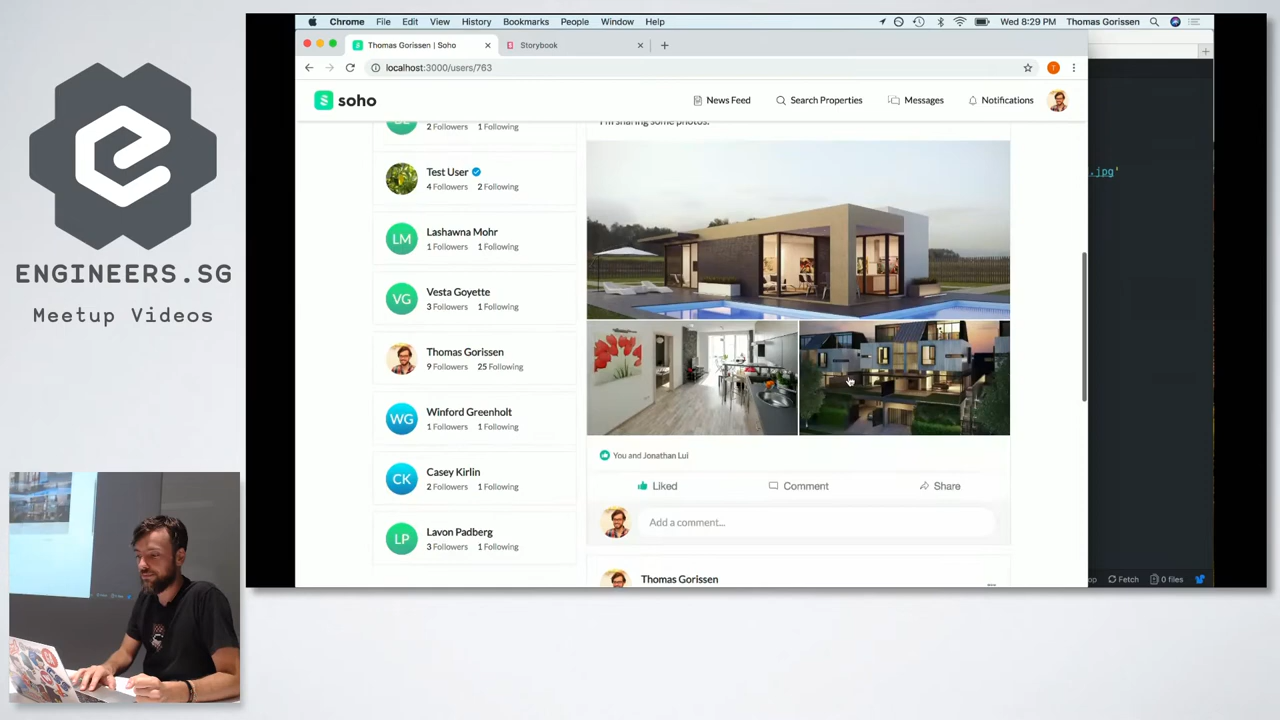 Chrome File Edit View History Bookmarks People Window Help
Wed 8:29 PM Thomas Gorissen
Thomas Gorissen | Soho
Storybook
localhost:3000/users/763
T
soho
News Feed
Search Properties
Messages
Notifications
2 Followers 1 Following
Test User
4 Followers 2 Following
LM
Lashawna Mohr
1 Followers 1 Following
VG
Vesta Goyette
3 Followers 1 Following
Thomas Gorissen
9 Followers 25 Following
WG
Winford Greenholt
1 Followers 1 Following
CK
Casey Kirlin
2 Followers 1 Following
LP
Lavon Padberg
3 Followers 1 Following
I'm sharing some photos.
You and Jonathan Lui
Liked
Comment
Share
Add a comment...
Thomas Gorissen
.jpg'
Fetch
0 files
ENGINEERS.SG
Meetup Videos